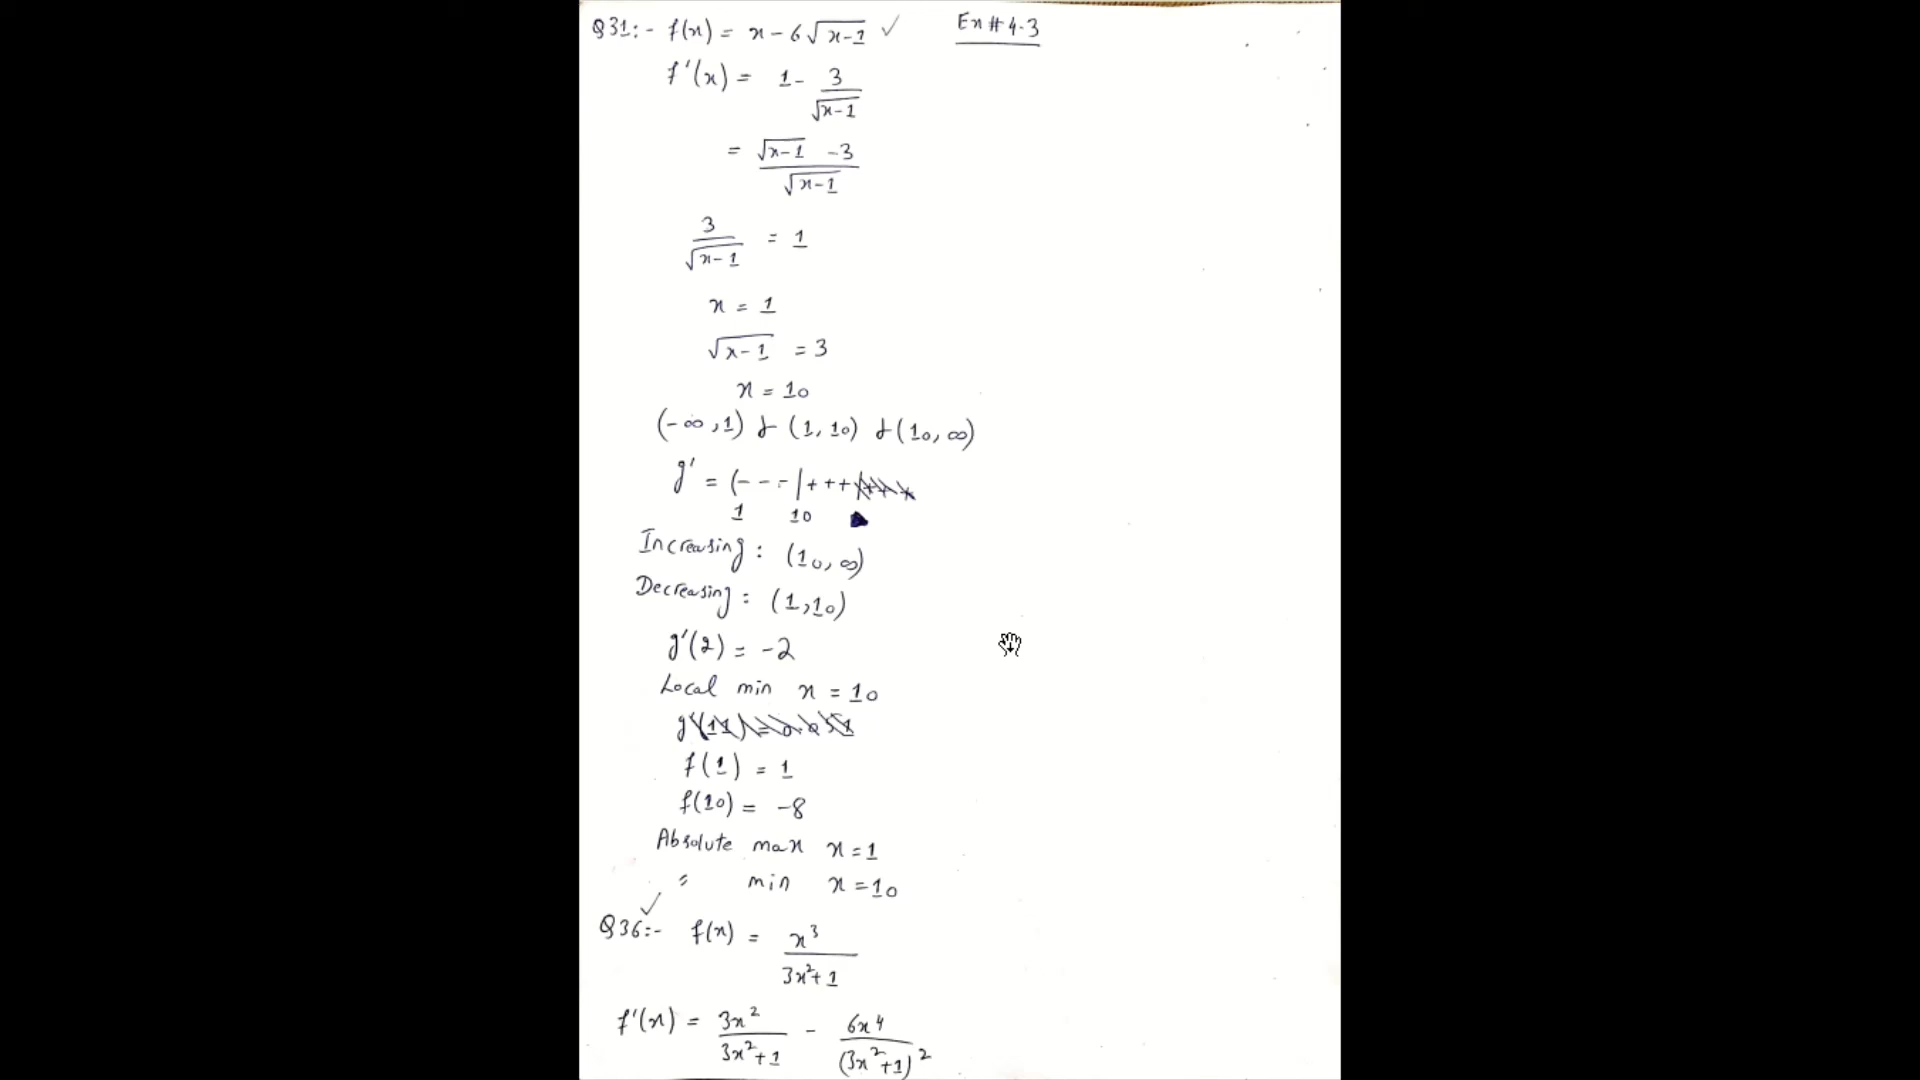 Q31:- f(x) = x - 6√(x-1) ✓ Ex # 4.3
f'(x) = 1 - 3/√(x-1)
= (√(x-1) - 3)/√(x-1)
3/√(x-1) = 1
x = 1
√(x-1) = 3
x = 10
(-∞, 1) & (1, 10) & (10, ∞)
g' = (- - - | + + +
1 10
Increasing : (10, ∞)
Decreasing : (1, 10)
g'(2) = -2
Local min x = 10
f(1) = 1
f(10) = -8
Absolute max x = 1
" min x = 10
✓
Q36:- f(x) = x³/(3x²+1)
f'(x) = 3x²/(3x²+1) - 6x⁴/(3x²+1)²